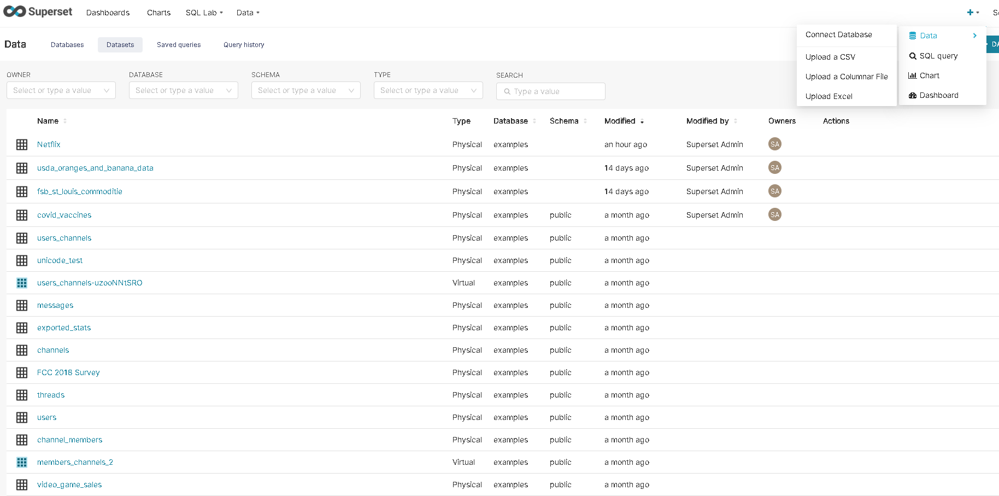 Superset Dashboards Charts SQL Lab Data
Connect Database
Upload a CSV
Upload a Columnar File
Upload Excel
Data
SQL query
Chart
Dashboard
Data Databases Datasets Saved queries Query history
OWNER DATABASE SCHEMA TYPE SEARCH
Select or type a value Select or type a value Select or type a value Select or type a value Type a value
Name Type Database Schema Modified Modified by Owners Actions
Netflix Physical examples an hour ago Superset Admin SA
usda_oranges_and_banana_data Physical examples 14 days ago Superset Admin SA
fsb_st_louis_commoditie Physical examples 14 days ago Superset Admin SA
covid_vaccines Physical examples public a month ago Superset Admin SA
users_channels Physical examples public a month ago
unicode_test Physical examples public a month ago
users_channels-uzooNNtSRO Virtual examples public a month ago
messages Physical examples public a month ago
exported_stats Physical examples public a month ago
channels Physical examples public a month ago
FCC 2018 Survey Physical examples public a month ago
threads Physical examples public a month ago
users Physical examples public a month ago
channel_members Physical examples public a month ago
members_channels_2 Virtual examples public a month ago
video_game_sales Physical examples public a month ago